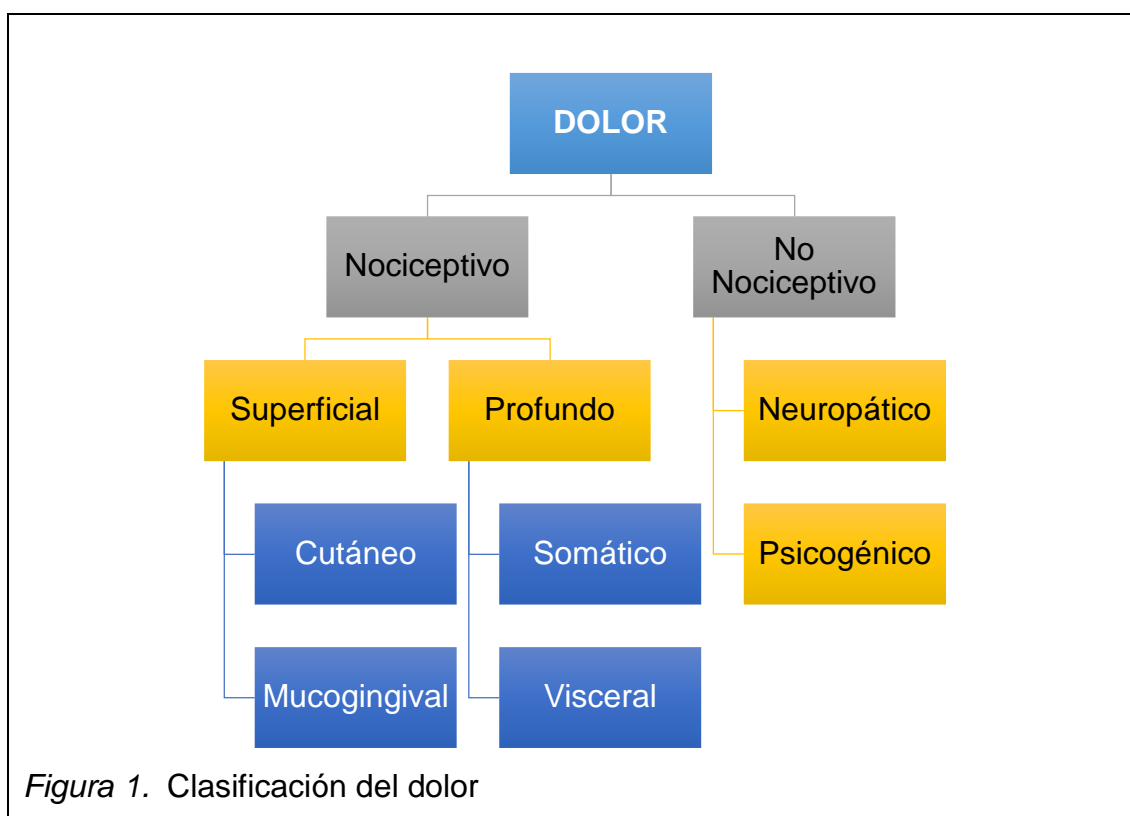 DOLOR
Nociceptivo
No
Nociceptivo
Superficial
Profundo
Neuropático
Cutáneo
Somático
Psicogénico
Mucogingival
Visceral
Figura 1. Clasificación del dolor